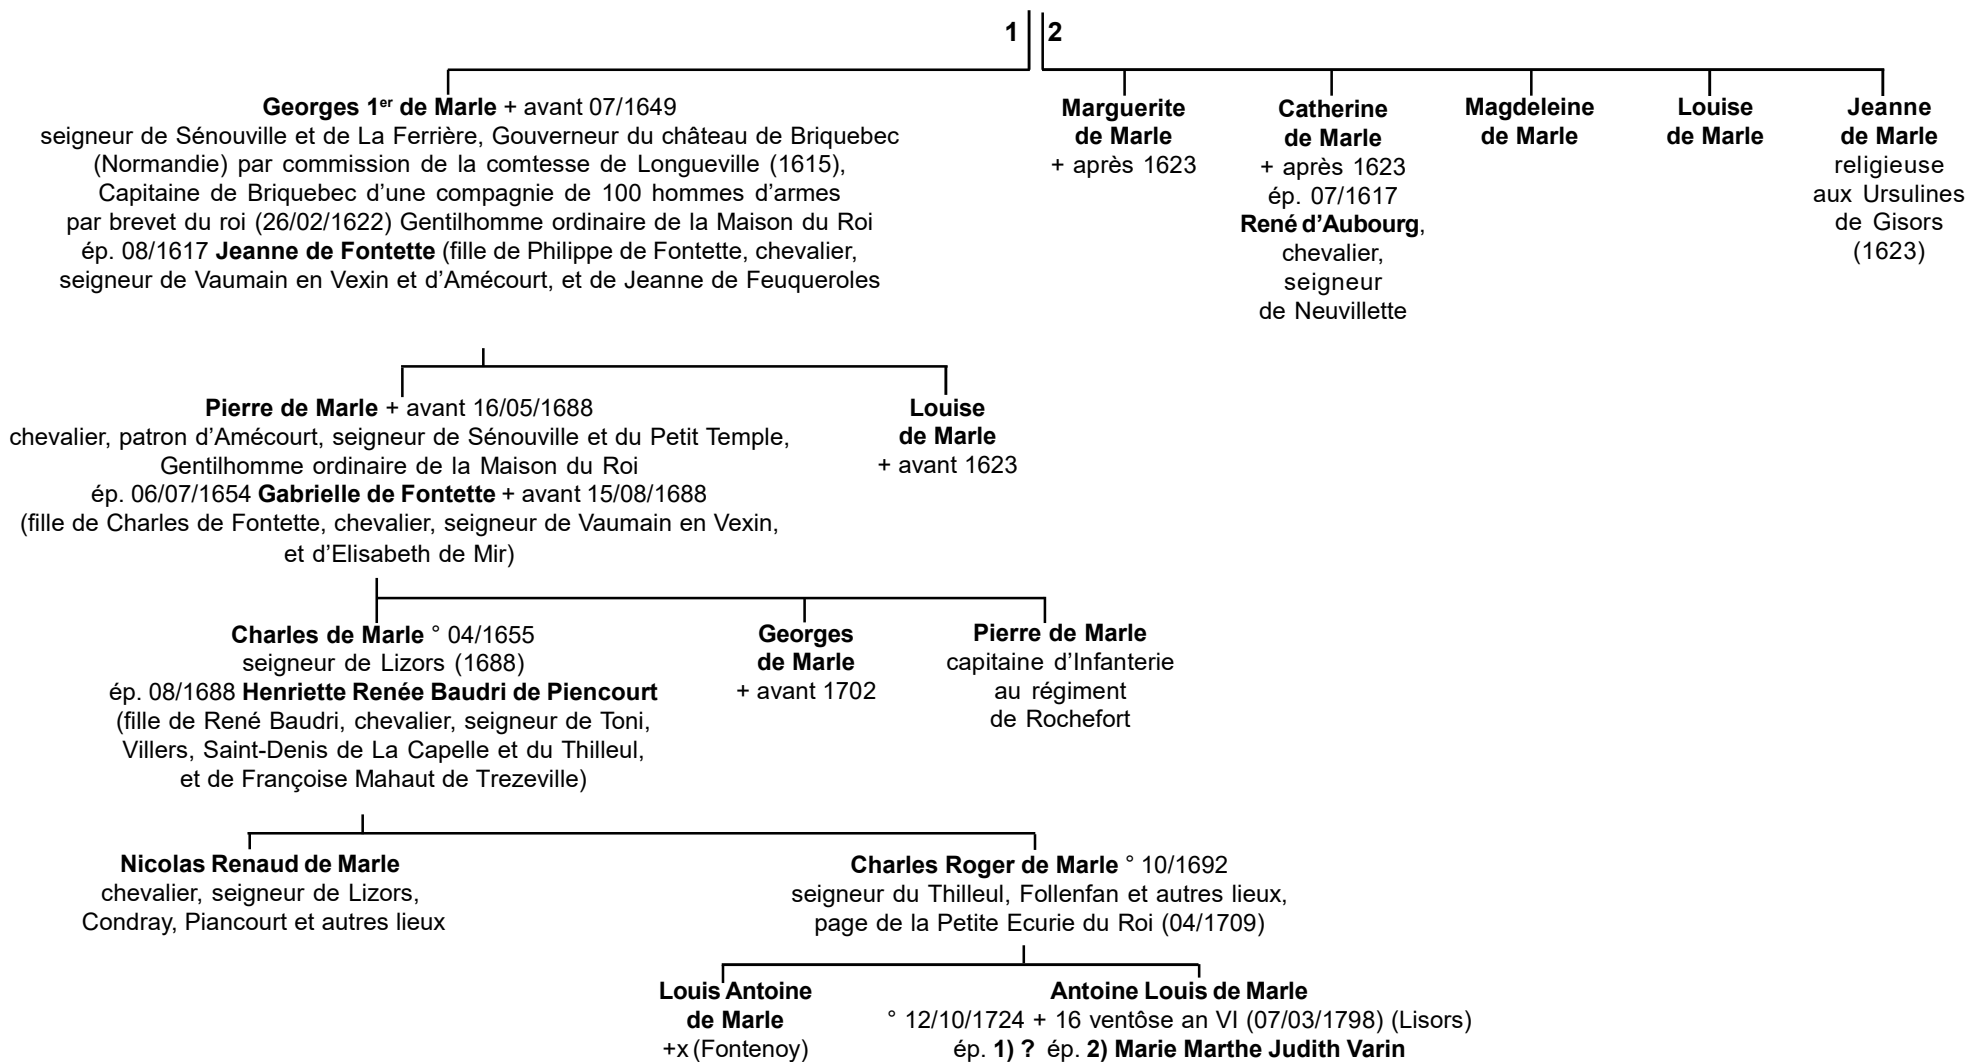 1 2
Georges 1er de Marle + avant 07/1649
seigneur de Sénouville et de La Ferrière, Gouverneur du château de Briquebec
(Normandie) par commission de la comtesse de Longueville (1615),
Capitaine de Briquebec d'une compagnie de 100 hommes d'armes
par brevet du roi (26/02/1622) Gentilhomme ordinaire de la Maison du Roi
ép. 08/1617 Jeanne de Fontette (fille de Philippe de Fontette, chevalier,
seigneur de Vaumain en Vexin et d'Amécourt, et de Jeanne de Feuqueroles
Marguerite
de Marle
+ après 1623
Catherine
de Marle
+ après 1623
ép. 07/1617
René d'Aubourg,
chevalier,
seigneur
de Neuvillette
Magdeleine
de Marle
Louise
de Marle
Jeanne
de Marle
religieuse
aux Ursulines
de Gisors
(1623)
Pierre de Marle + avant 16/05/1688
chevalier, patron d'Amécourt, seigneur de Sénouville et du Petit Temple,
Gentilhomme ordinaire de la Maison du Roi
ép. 06/07/1654 Gabrielle de Fontette + avant 15/08/1688
(fille de Charles de Fontette, chevalier, seigneur de Vaumain en Vexin,
et d'Elisabeth de Mir)
Louise
de Marle
+ avant 1623
Charles de Marle ° 04/1655
seigneur de Lizors (1688)
ép. 08/1688 Henriette Renée Baudri de Piencourt
(fille de René Baudri, chevalier, seigneur de Toni,
Villers, Saint-Denis de La Capelle et du Thilleul,
et de Françoise Mahaut de Trezeville)
Georges
de Marle
+ avant 1702
Pierre de Marle
capitaine d'Infanterie
au régiment
de Rochefort
Nicolas Renaud de Marle
chevalier, seigneur de Lizors,
Condray, Piancourt et autres lieux
Charles Roger de Marle ° 10/1692
seigneur du Thilleul, Follenfan et autres lieux,
page de la Petite Ecurie du Roi (04/1709)
Louis Antoine
de Marle
+x (Fontenoy)
Antoine Louis de Marle
° 12/10/1724 + 16 ventôse an VI (07/03/1798) (Lisors)
ép. 1) ? ép. 2) Marie Marthe Judith Varin